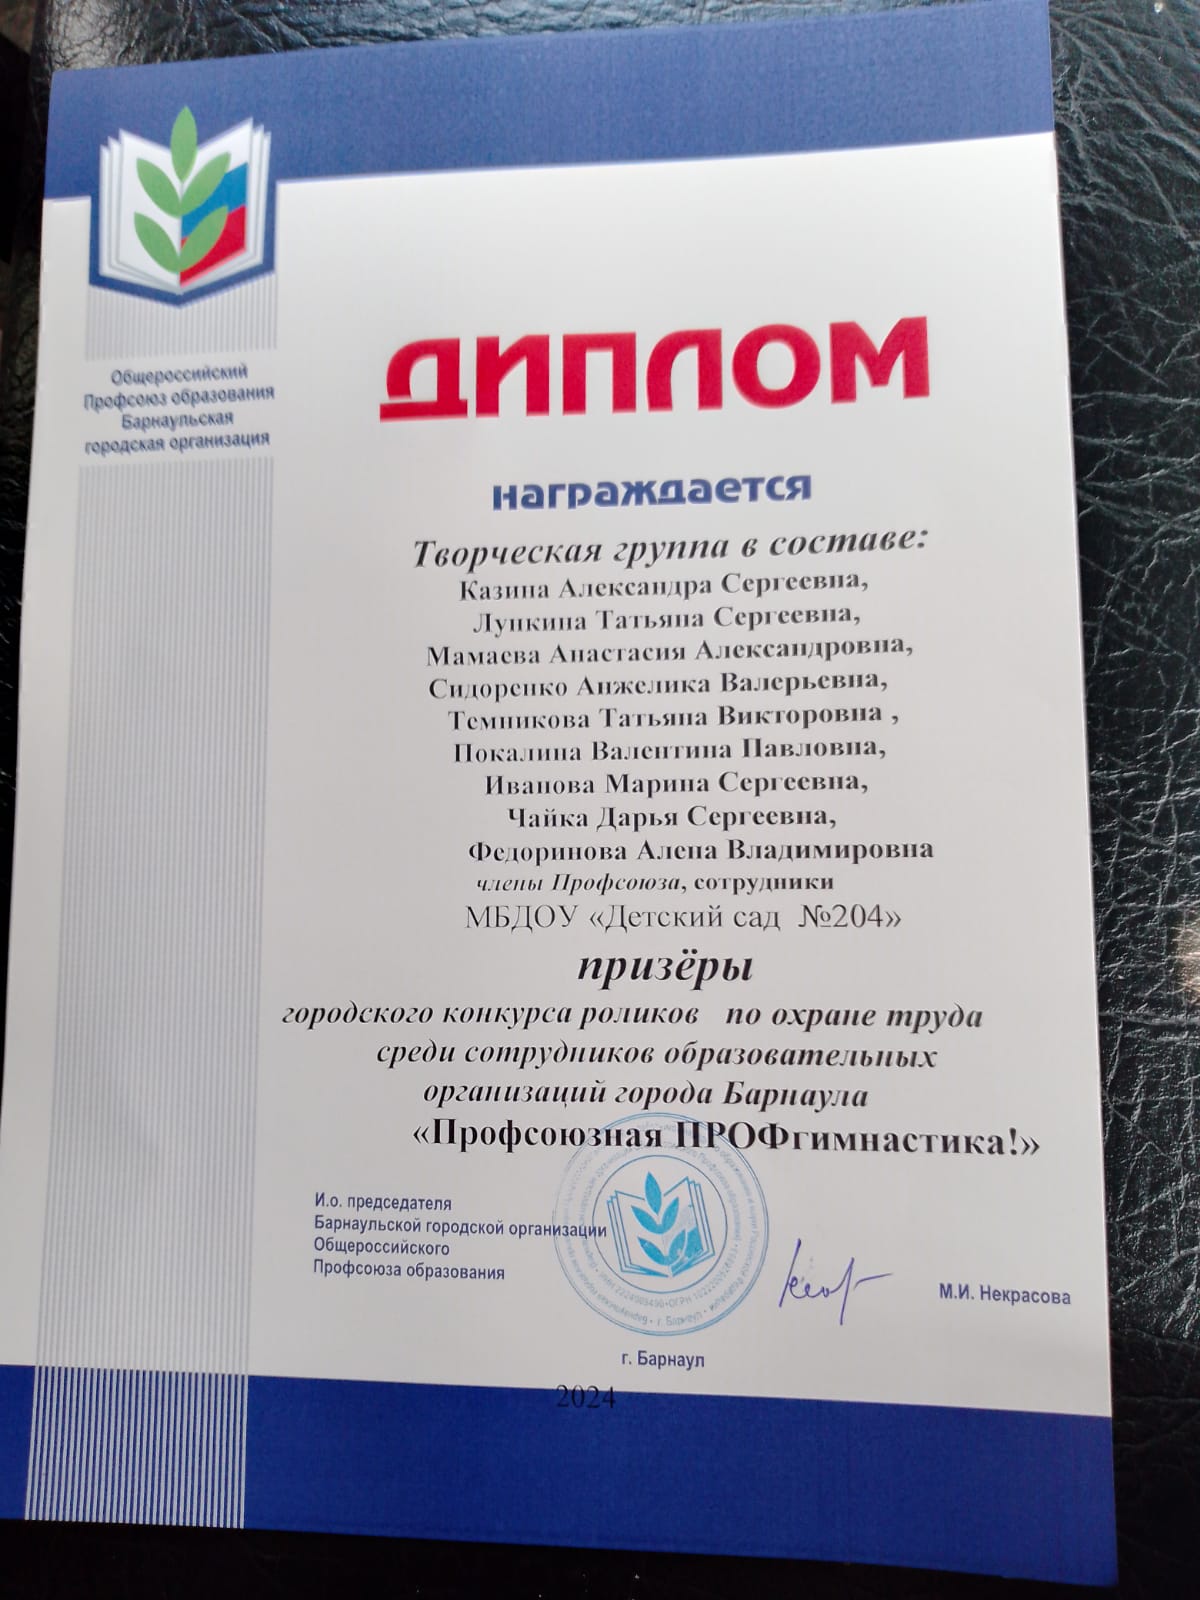 Общероссийский
Профсоюз образования
Барнаульская
городская организация
ДИПЛОМ
награждается
Творческая группа в составе:
Казина Александра Сергеевна,
Лупкина Татьяна Сергеевна,
Мамаева Анастасия Александровна,
Сидоренко Анжелика Валерьевна,
Темникова Татьяна Викторовна ,
Покалина Валентина Павловна,
Иванова Марина Сергеевна,
Чайка Дарья Сергеевна,
Федоринова Алена Владимировна
члены Профсоюза, сотрудники
МБДОУ «Детский сад №204»
призёры
городского конкурса роликов по охране труда
среди сотрудников образовательных
организаций города Барнаула
«Профсоюзная ПРОФгимнастика!»
И.о. председателя
Барнаульской городской организации
Общероссийского
Профсоюза образования
М.И. Некрасова
г. Барнаул
2024